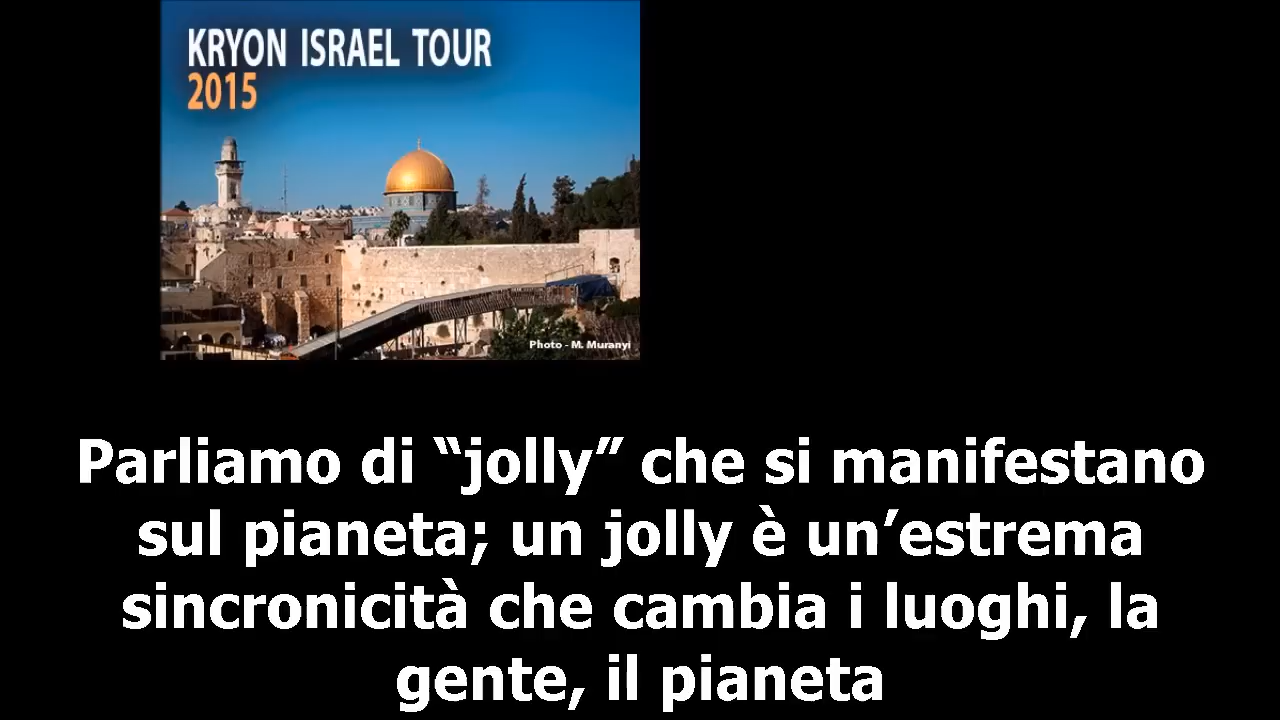 KRYON ISRAEL TOUR
2015
Photo - M. Muranyi
Parliamo di “jolly” che si manifestano
sul pianeta; un jolly è un’estrema
sincronicità che cambia i luoghi, la
gente, il pianeta